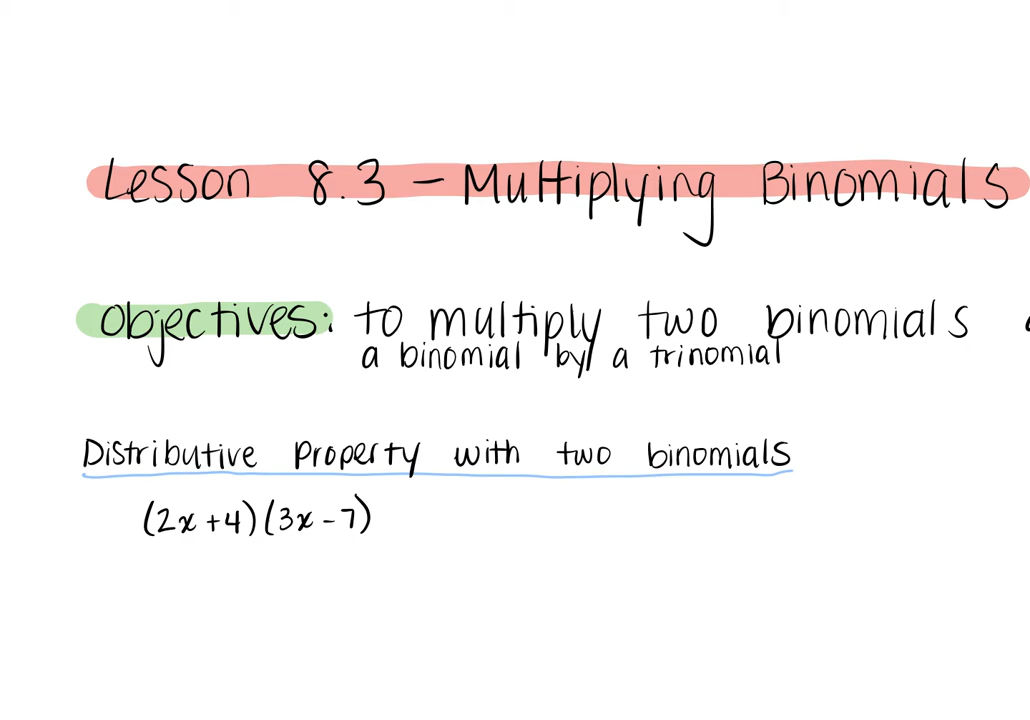 Lesson 8.3 – Multiplying Binomials
objectives: to multiply two binomials
a binomial by a trinomial
Distributive Property with two binomials
(2x+4)(3x-7)